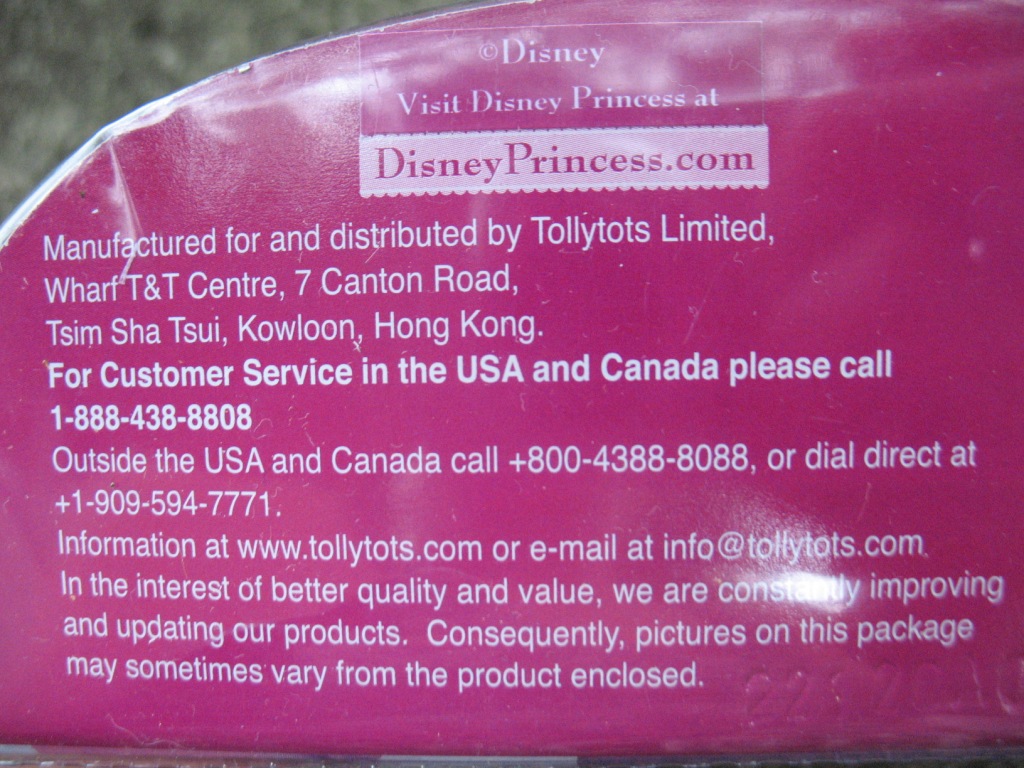 ©Disney
Visit Disney Princess at
DisneyPrincess.com
Manufactured for and distributed by Tollytots Limited,
Wharf T&T Centre, 7 Canton Road,
Tsim Sha Tsui, Kowloon, Hong Kong.
For Customer Service in the USA and Canada please call
1-888-438-8808
Outside the USA and Canada call +800-4388-8088, or dial direct at
+1-909-594-7771.
Information at www.tollytots.com or e-mail at info@tollytots.com.
In the interest of better quality and value, we are constantly improving
and updating our products. Consequently, pictures on this package
may sometimes vary from the product enclosed.